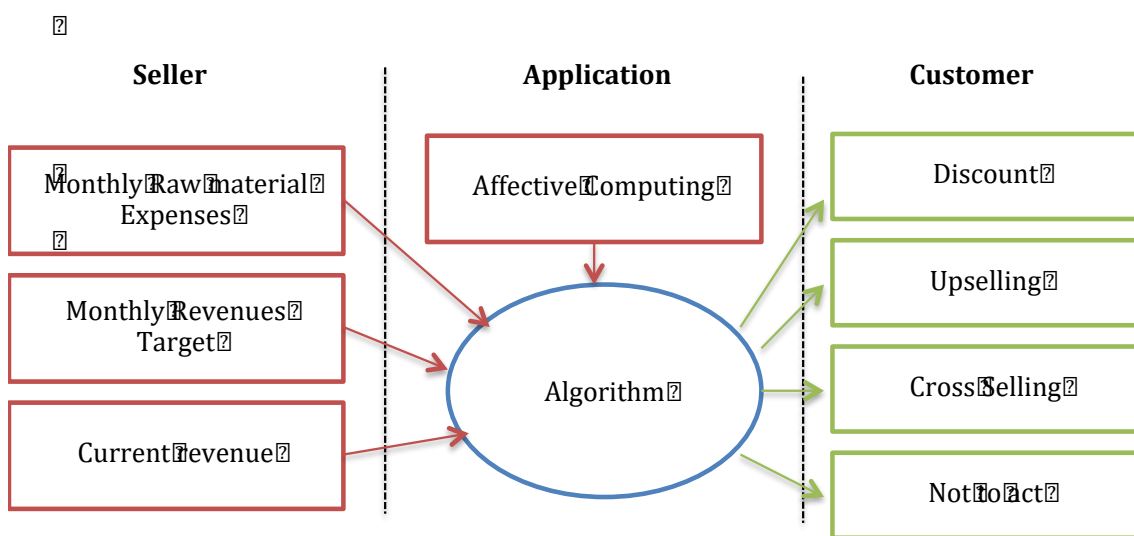 Seller
Application
Customer
Monthly Raw material
Expenses
Monthly Revenues
Target
Current revenue
Affective Computing
Algorithm
Discount
Upselling
Cross Selling
Not to act